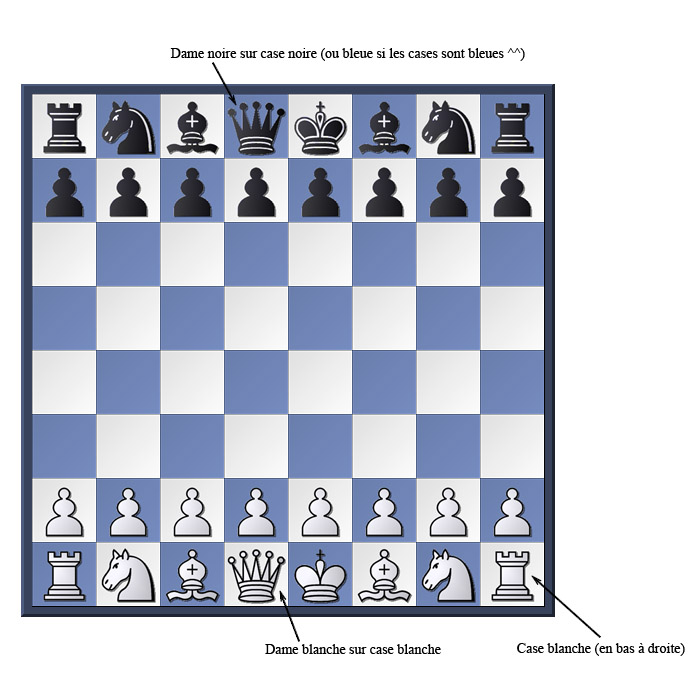 Dame noire sur case noire (ou bleue si les cases sont bleues ^^)
Dame blanche sur case blanche
Case blanche (en bas à droite)